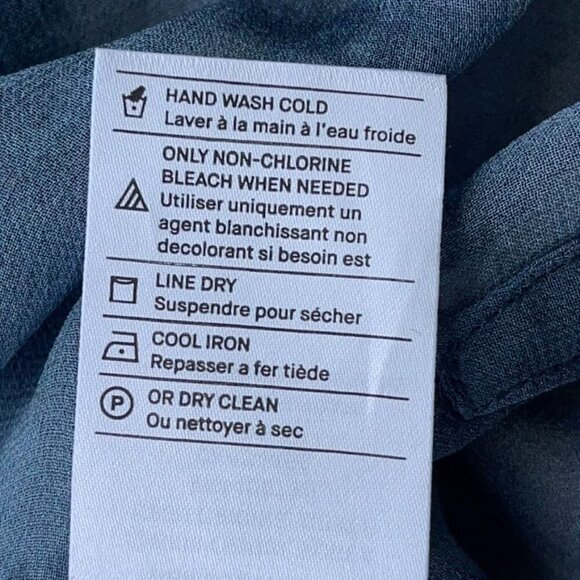 HAND WASH COLD
Laver à la main à l'eau froide
ONLY NON-CHLORINE
BLEACH WHEN NEEDED
Utiliser uniquement un
agent blanchissant non
decolorant si besoin est
LINE DRY
Suspendre pour sécher
COOL IRON
Repasser a fer tiède
P
OR DRY CLEAN
Ou nettoyer à sec